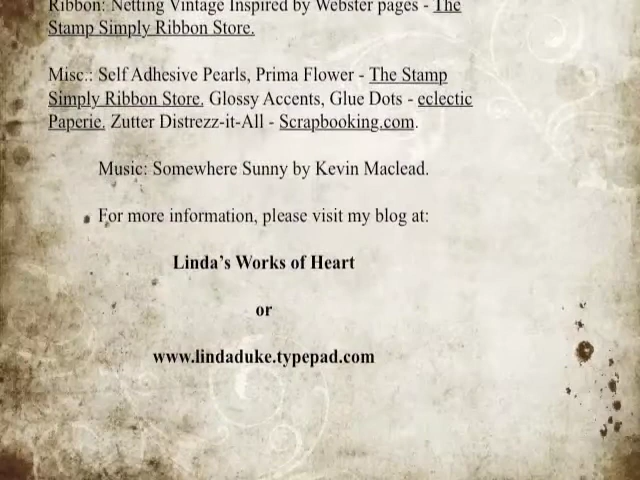 Ribbon: Netting Vintage Inspired by Webster pages - The
Stamp Simply Ribbon Store.
Misc.: Self Adhesive Pearls, Prima Flower - The Stamp
Simply Ribbon Store. Glossy Accents, Glue Dots - eclectic
Paperie. Zutter Distrezz-it-All - Scrapbooking.com.
Music: Somewhere Sunny by Kevin Maclead.
For more information, please visit my blog at:
Linda's Works of Heart
or
www.lindaduke.typepad.com